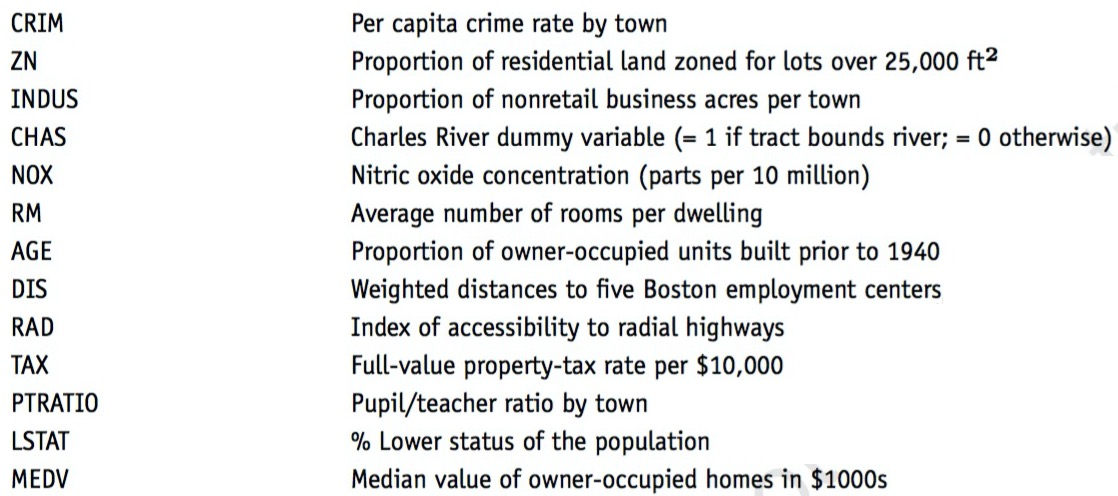 CRIM Per capita crime rate by town
ZN Proportion of residential land zoned for lots over 25,000 ft²
INDUS Proportion of nonretail business acres per town
CHAS Charles River dummy variable (= 1 if tract bounds river; = 0 otherwise)
NOX Nitric oxide concentration (parts per 10 million)
RM Average number of rooms per dwelling
AGE Proportion of owner-occupied units built prior to 1940
DIS Weighted distances to five Boston employment centers
RAD Index of accessibility to radial highways
TAX Full-value property-tax rate per $10,000
PTRATIO Pupil/teacher ratio by town
LSTAT % Lower status of the population
MEDV Median value of owner-occupied homes in $1000s